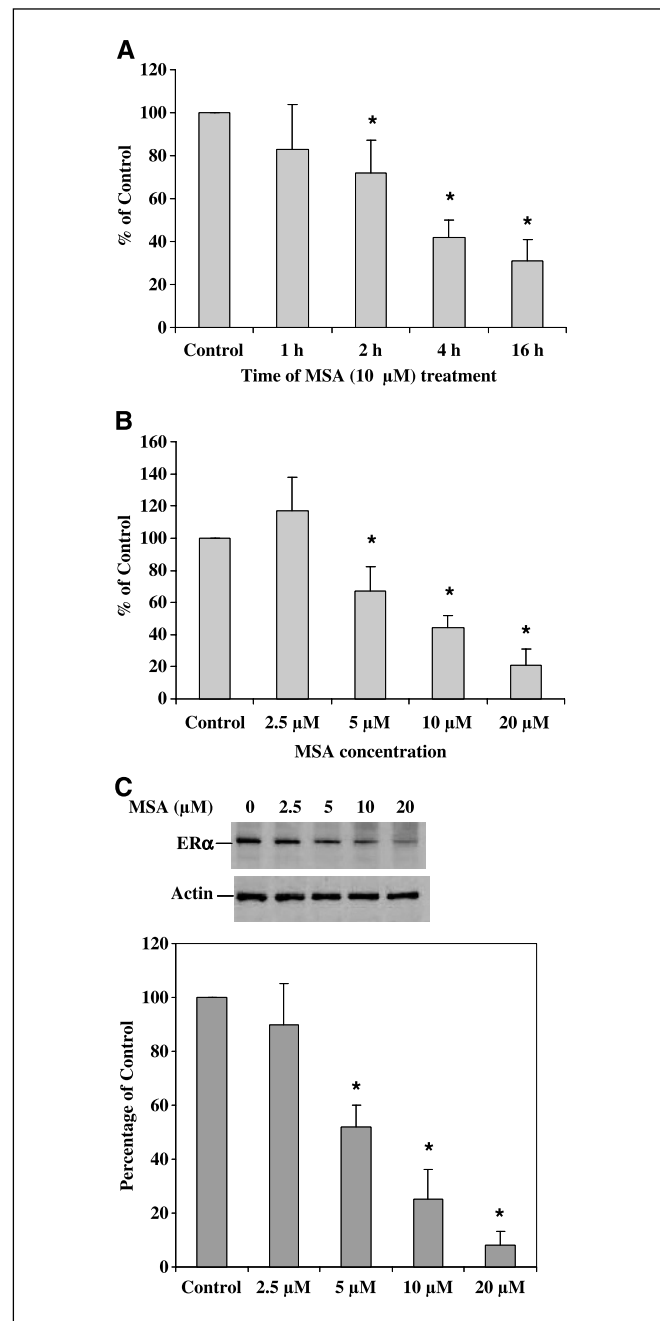 A
120
100
80
60
40
20
0
% of Control
*
*
*
Control 1 h 2 h 4 h 16 h
Time of MSA (10 µM) treatment
B
160
140
120
100
80
60
40
20
0
% of Control
*
*
*
Control 2.5 µM 5 µM 10 µM 20 µM
MSA concentration
C
MSA (µM) 0 2.5 5 10 20
ERα
Actin
120
100
80
60
40
20
0
Percentage of Control
*
*
*
Control 2.5 µM 5 µM 10 µM 20 µM